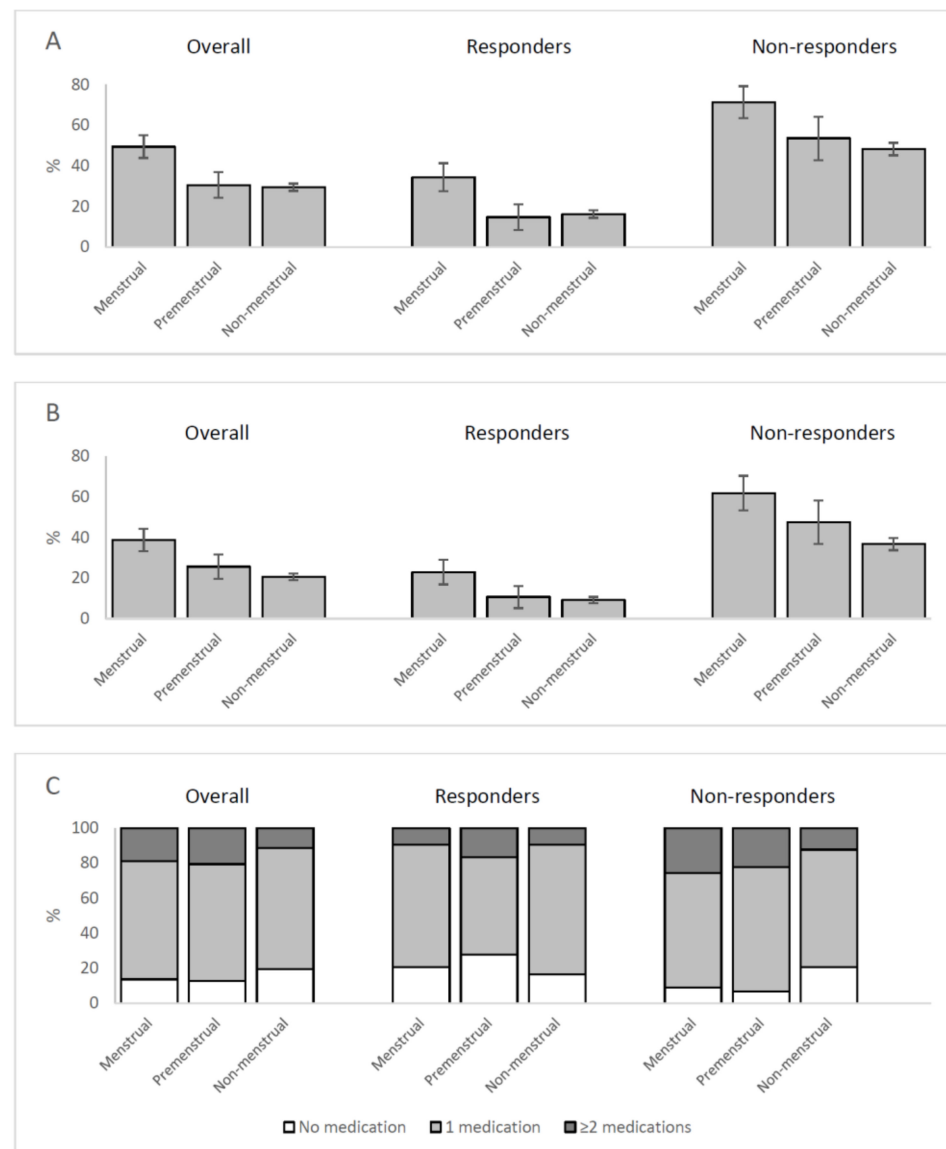 A
Overall Responders Non-responders
80
60
40
20
0
%
Menstrual Premenstrual Non-menstrual Menstrual Premenstrual Non-menstrual Menstrual Premenstrual Non-menstrual
B
Overall Responders Non-responders
80
60
40
20
0
%
Menstrual Premenstrual Non-menstrual Menstrual Premenstrual Non-menstrual Menstrual Premenstrual Non-menstrual
C
Overall Responders Non-responders
100
80
60
40
20
0
%
Menstrual Premenstrual Non-menstrual Menstrual Premenstrual Non-menstrual Menstrual Premenstrual Non-menstrual
No medication 1 medication ≥2 medications